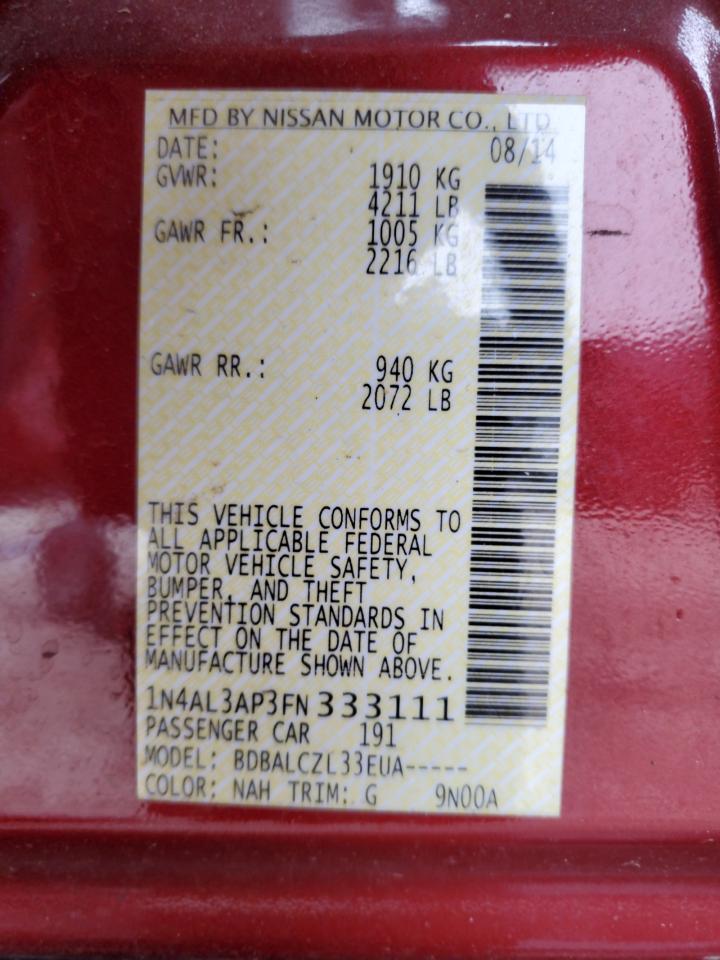 MFD BY NISSAN MOTOR CO., LTD
DATE: 08/14
GVWR: 1910 KG
4211 LB
GAWR FR.: 1005 KG
2216 LB
GAWR RR.: 940 KG
2072 LB
THIS VEHICLE CONFORMS TO
ALL APPLICABLE FEDERAL
MOTOR VEHICLE SAFETY,
BUMPER, AND THEFT
PREVENTION STANDARDS IN
EFFECT ON THE DATE OF
MANUFACTURE SHOWN ABOVE.
1N4AL3AP3FN333111
PASSENGER CAR 191
MODEL: BDBALCZL33EUA-----
COLOR: NAH TRIM: G 9N00A